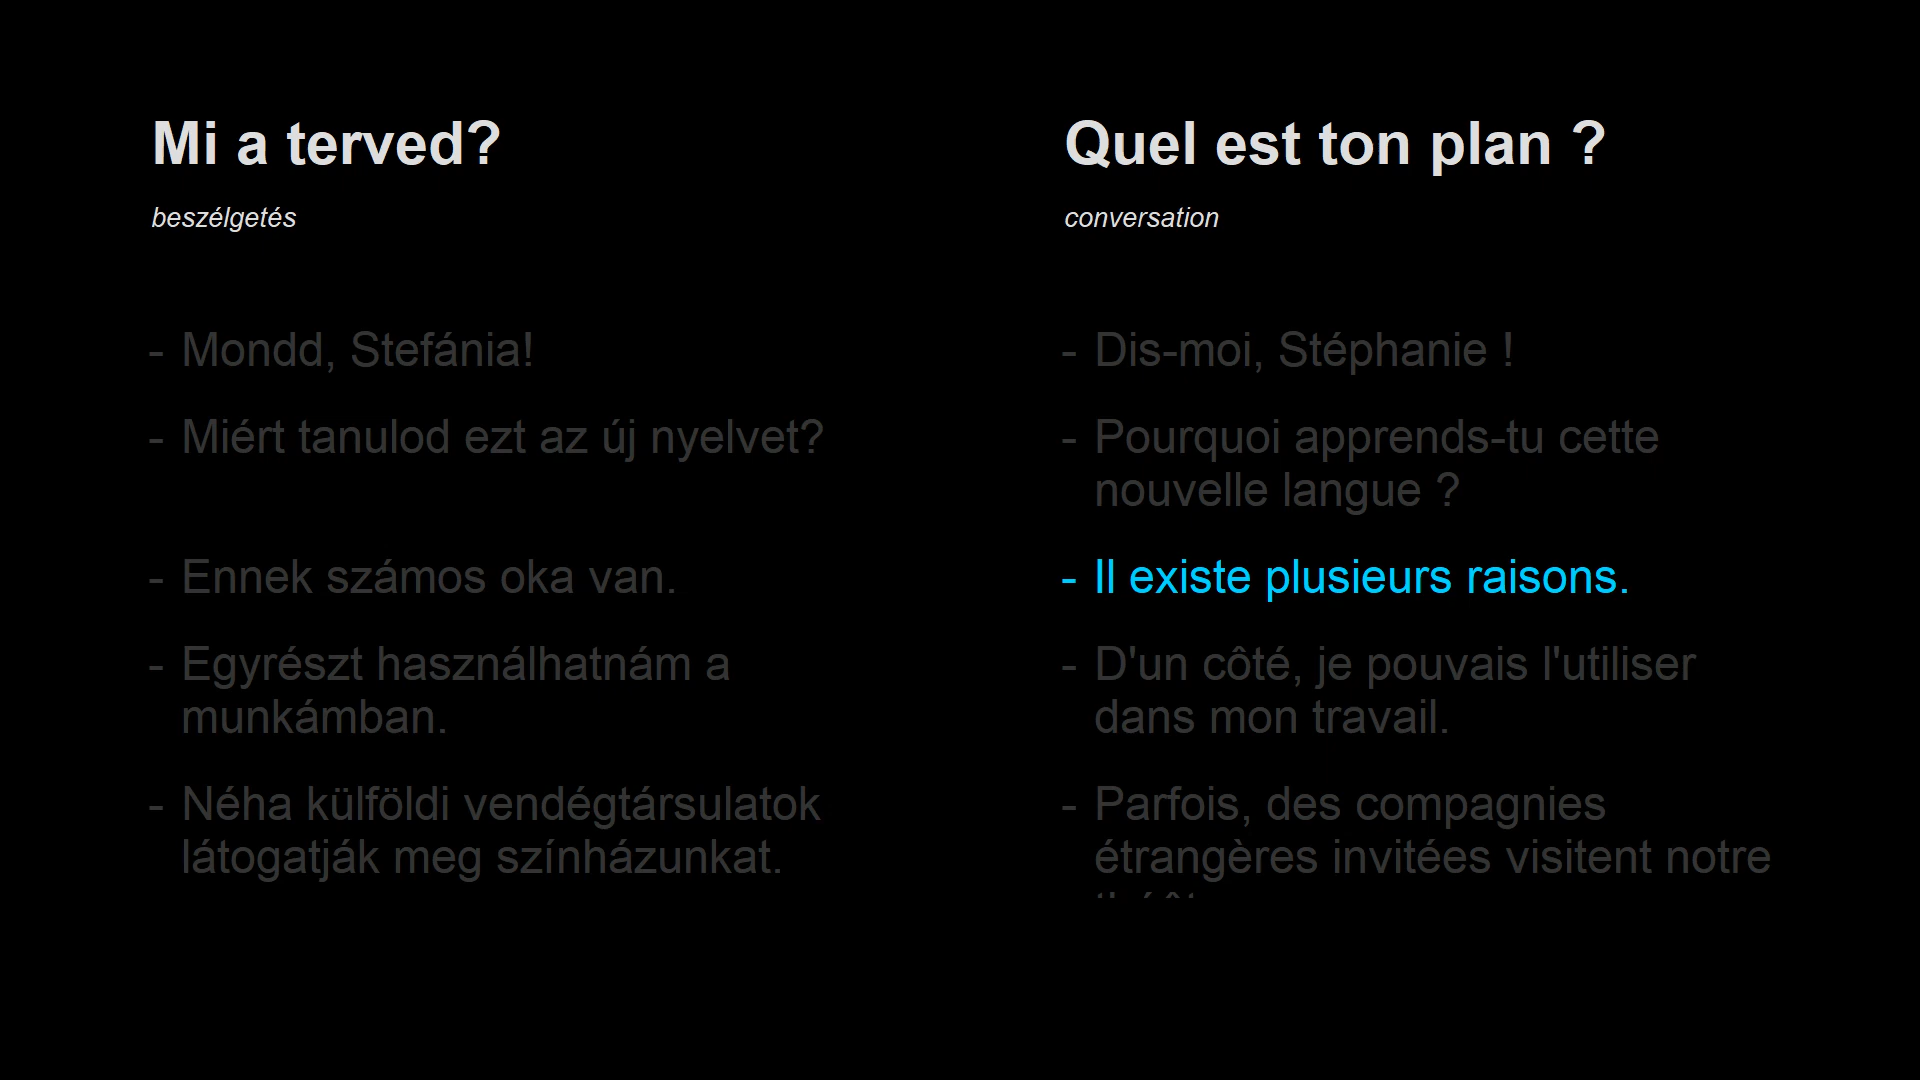 Mi a terved?
beszélgetés
- Mondd, Stefánia!
- Miért tanulod ezt az új nyelvet?
- Ennek számos oka van.
- Egyrészt használhatnám a
munkámban.
- Néha külföldi vendégtársulatok
látogatják meg színházunkat.
Quel est ton plan ?
conversation
- Dis-moi, Stéphanie !
- Pourquoi apprends-tu cette
nouvelle langue ?
- Il existe plusieurs raisons.
- D'un côté, je pouvais l'utiliser
dans mon travail.
- Parfois, des compagnies
étrangères invitées visitent notre